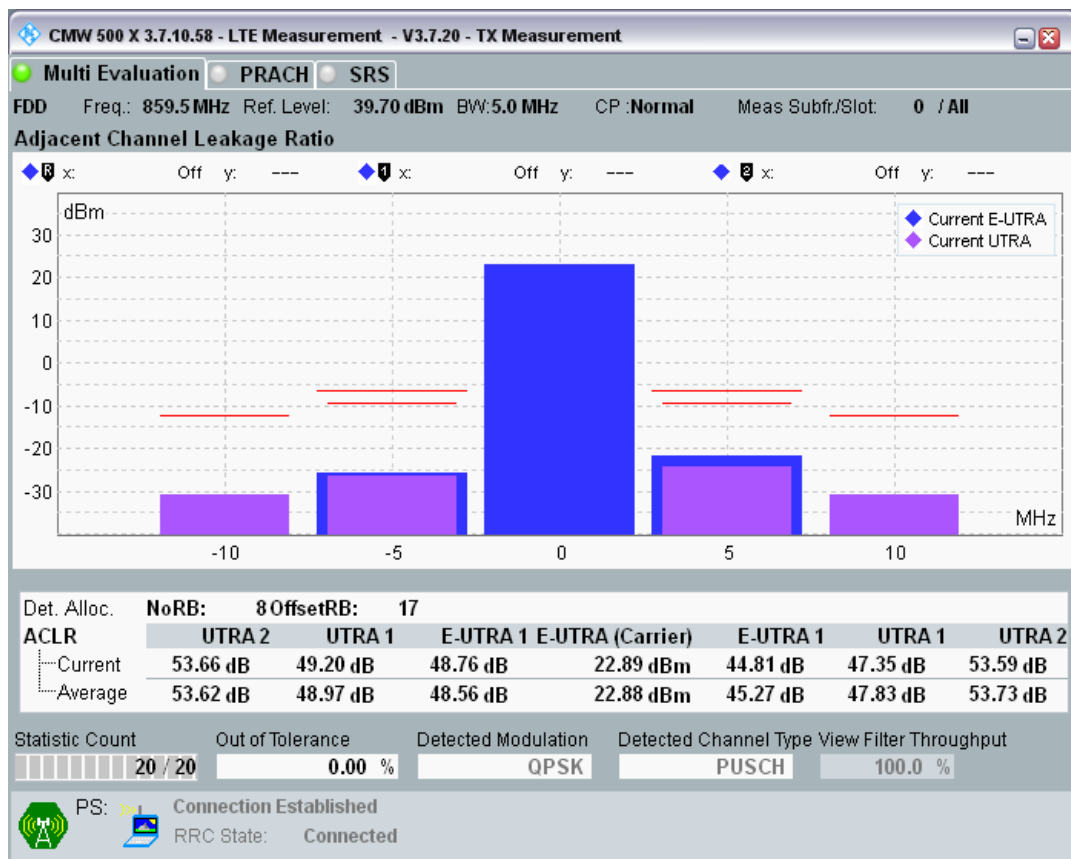 CMW 500 X 3.7.10.58 - LTE Measurement - V3.7.20 - TX Measurement
Multi Evaluation PRACH SRS
FDD Freq.: 859.5 MHz Ref. Level: 39.70 dBm BW:5.0 MHz CP :Normal Meas Subfr./Slot: 0 / All
Adjacent Channel Leakage Ratio
R x: Off y: --- 1 x: Off y: --- 2 x: Off y: ---
dBm
Current E-UTRA
Current UTRA
30
20
10
0
-10
-20
-30
MHz
-10 -5 0 5 10
Det. Alloc. NoRB: 8 OffsetRB: 17
ACLR UTRA 2 UTRA 1 E-UTRA 1 E-UTRA (Carrier) E-UTRA 1 UTRA 1 UTRA 2
Current 53.66 dB 49.20 dB 48.76 dB 22.89 dBm 44.81 dB 47.35 dB 53.59 dB
Average 53.62 dB 48.97 dB 48.56 dB 22.88 dBm 45.27 dB 47.83 dB 53.73 dB
Statistic Count Out of Tolerance Detected Modulation Detected Channel Type View Filter Throughput
20 / 20 0.00 % QPSK PUSCH 100.0 %
PS: Connection Established
RRC State: Connected